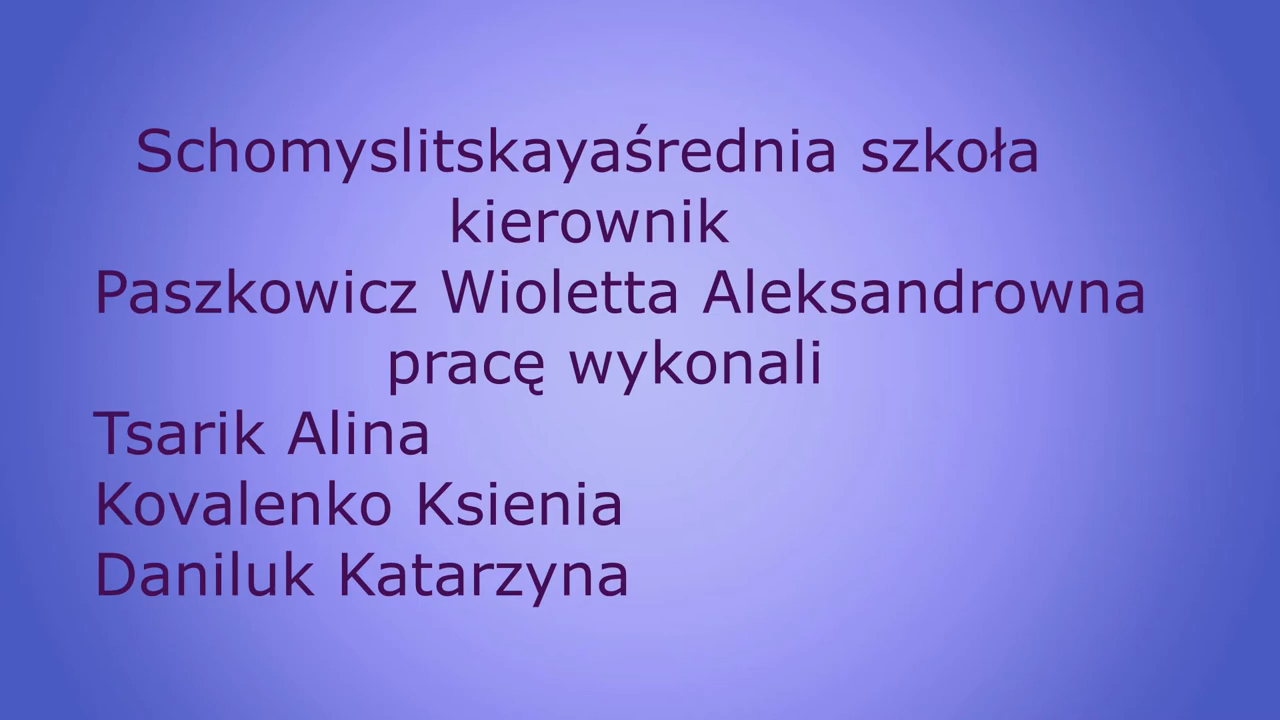 Schomyslitskayaśrednia szkoła
kierownik
Paszkowicz Wioletta Aleksandrowna
pracę wykonali
Tsarik Alina
Kovalenko Ksienia
Daniluk Katarzyna